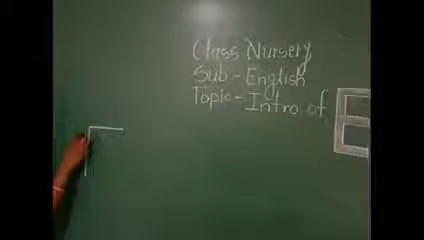 Class Nursery
Sub - English
Topic - Intro of E